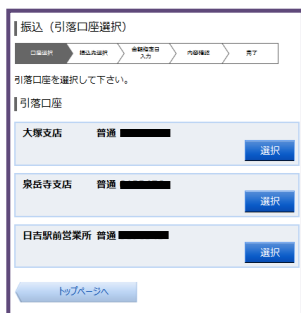 振込（引落口座選択）
口座選択 振込先選択 金額指定日入力 内容確認 完了
引落口座を選択して下さい。
引落口座
大塚支店 普通
選択
泉岳寺支店 普通
選択
日吉駅前営業所 普通
選択
トップページへ